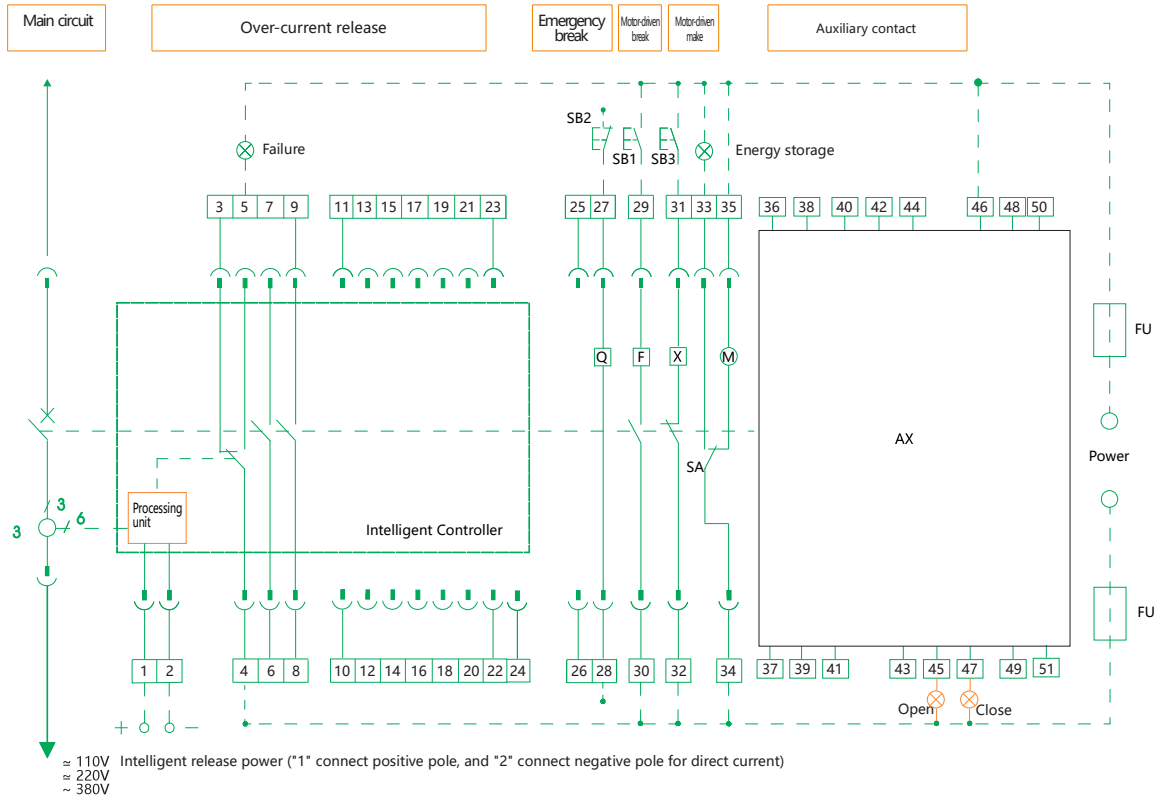 Main circuit
Over-current release
Emergency
break
Motor-driven
break
Motor-driven
make
Auxiliary contact
SB2
SB1
SB3
Failure
Energy storage
3 5 7 9 11 13 15 17 19 21 23 25 27 29 31 33 35 36 38 40 42 44 46 48 50
FU
Q F X M
AX
SA
Power
Processing
unit
3
3 6
Intelligent Controller
FU
1 2 4 6 8 10 12 14 16 18 20 22 24 26 28 30 32 34 37 39 41 43 45 47 49 51
Open Close
+ —
≃ 110V Intelligent release power ("1" connect positive pole, and "2" connect negative pole for direct current)
≃ 220V
~ 380V